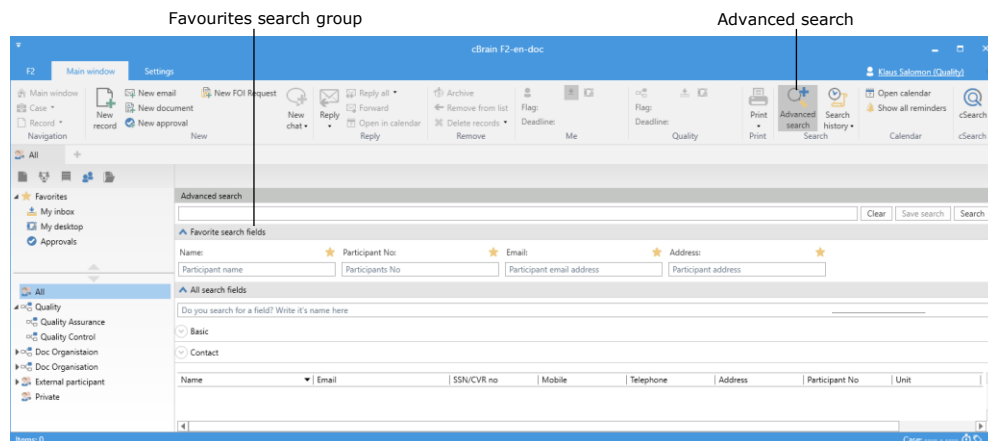 Favourites search group
Advanced search
cBrain F2-en-doc
F2 Main window Settings Klaus Salomon (Quality)
Main window New email New FOI Request Reply all Archive Open calendar
Case New document Forward Remove from list Flag: Flag: Show all reminders
Record New record New approval New chat Reply Open in calendar Delete records Deadline: Deadline: Print Advanced search Search history cSearch
Navigation New Reply Remove Me Quality Print Search Calendar cSearch
All +
Favorites
My inbox
My desktop
Approvals
All
Quality
Quality Assurance
Quality Control
Doc Organistaion
Doc Organisation
External participant
Private
Advanced search
Clear Save search Search
Favorite search fields
Name: Participant No: Email: Address:
Participant name Participants No Participant email address Participant address
All search fields
Do you search for a field? Write it's name here
Basic
Contact
Name Email SSN/CVR no Mobile Telephone Address Participant No Unit
Items: 0 Case: